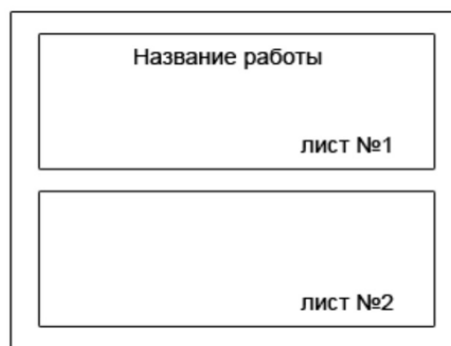 Название работы
лист №1
лист №2